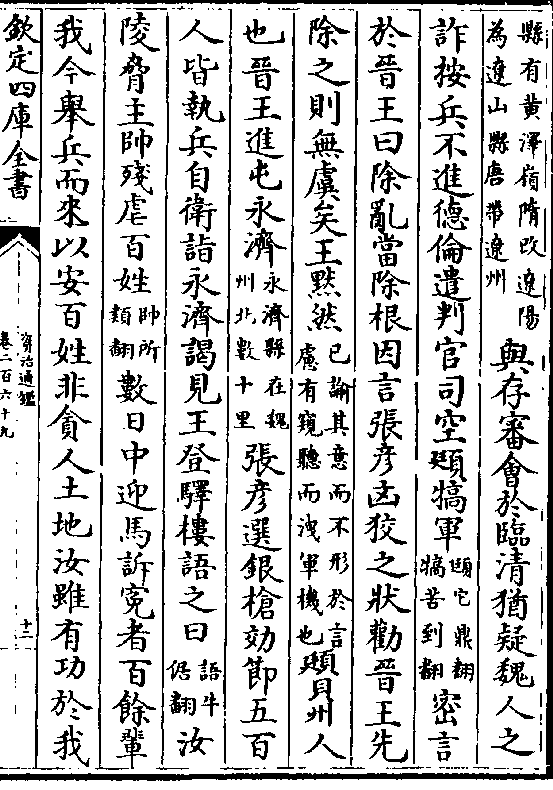 縣有黃澤嶺隋改遼陽
為遼山縣唐帶遼州
與存審會於臨清猶疑魏人之
詐按兵不進德倫遣判官司空頲犒軍
頲它鼎翻
犒苦到翻
密言
於晉王曰除亂當除根因言張彥凶狡之狀勸晉王先
除之則無虞矣王默然
已諭其意而不形於言
慮有窺聽而洩軍機也
頲貝州人
也晉王進屯永濟
永濟縣在魏
州北數十里
張彥選銀槍効節五百
人皆執兵自衛詣永濟謁見王登驛樓語之曰
語牛
倨翻
汝
陵脅主帥殘虐百姓
帥所
類翻
數日中迎馬訴寃者百餘輩
我今舉兵而來以安百姓非貪人土地汝雖有功於我
欽定四庫全書
資治通鑑
卷二百六十九
十二